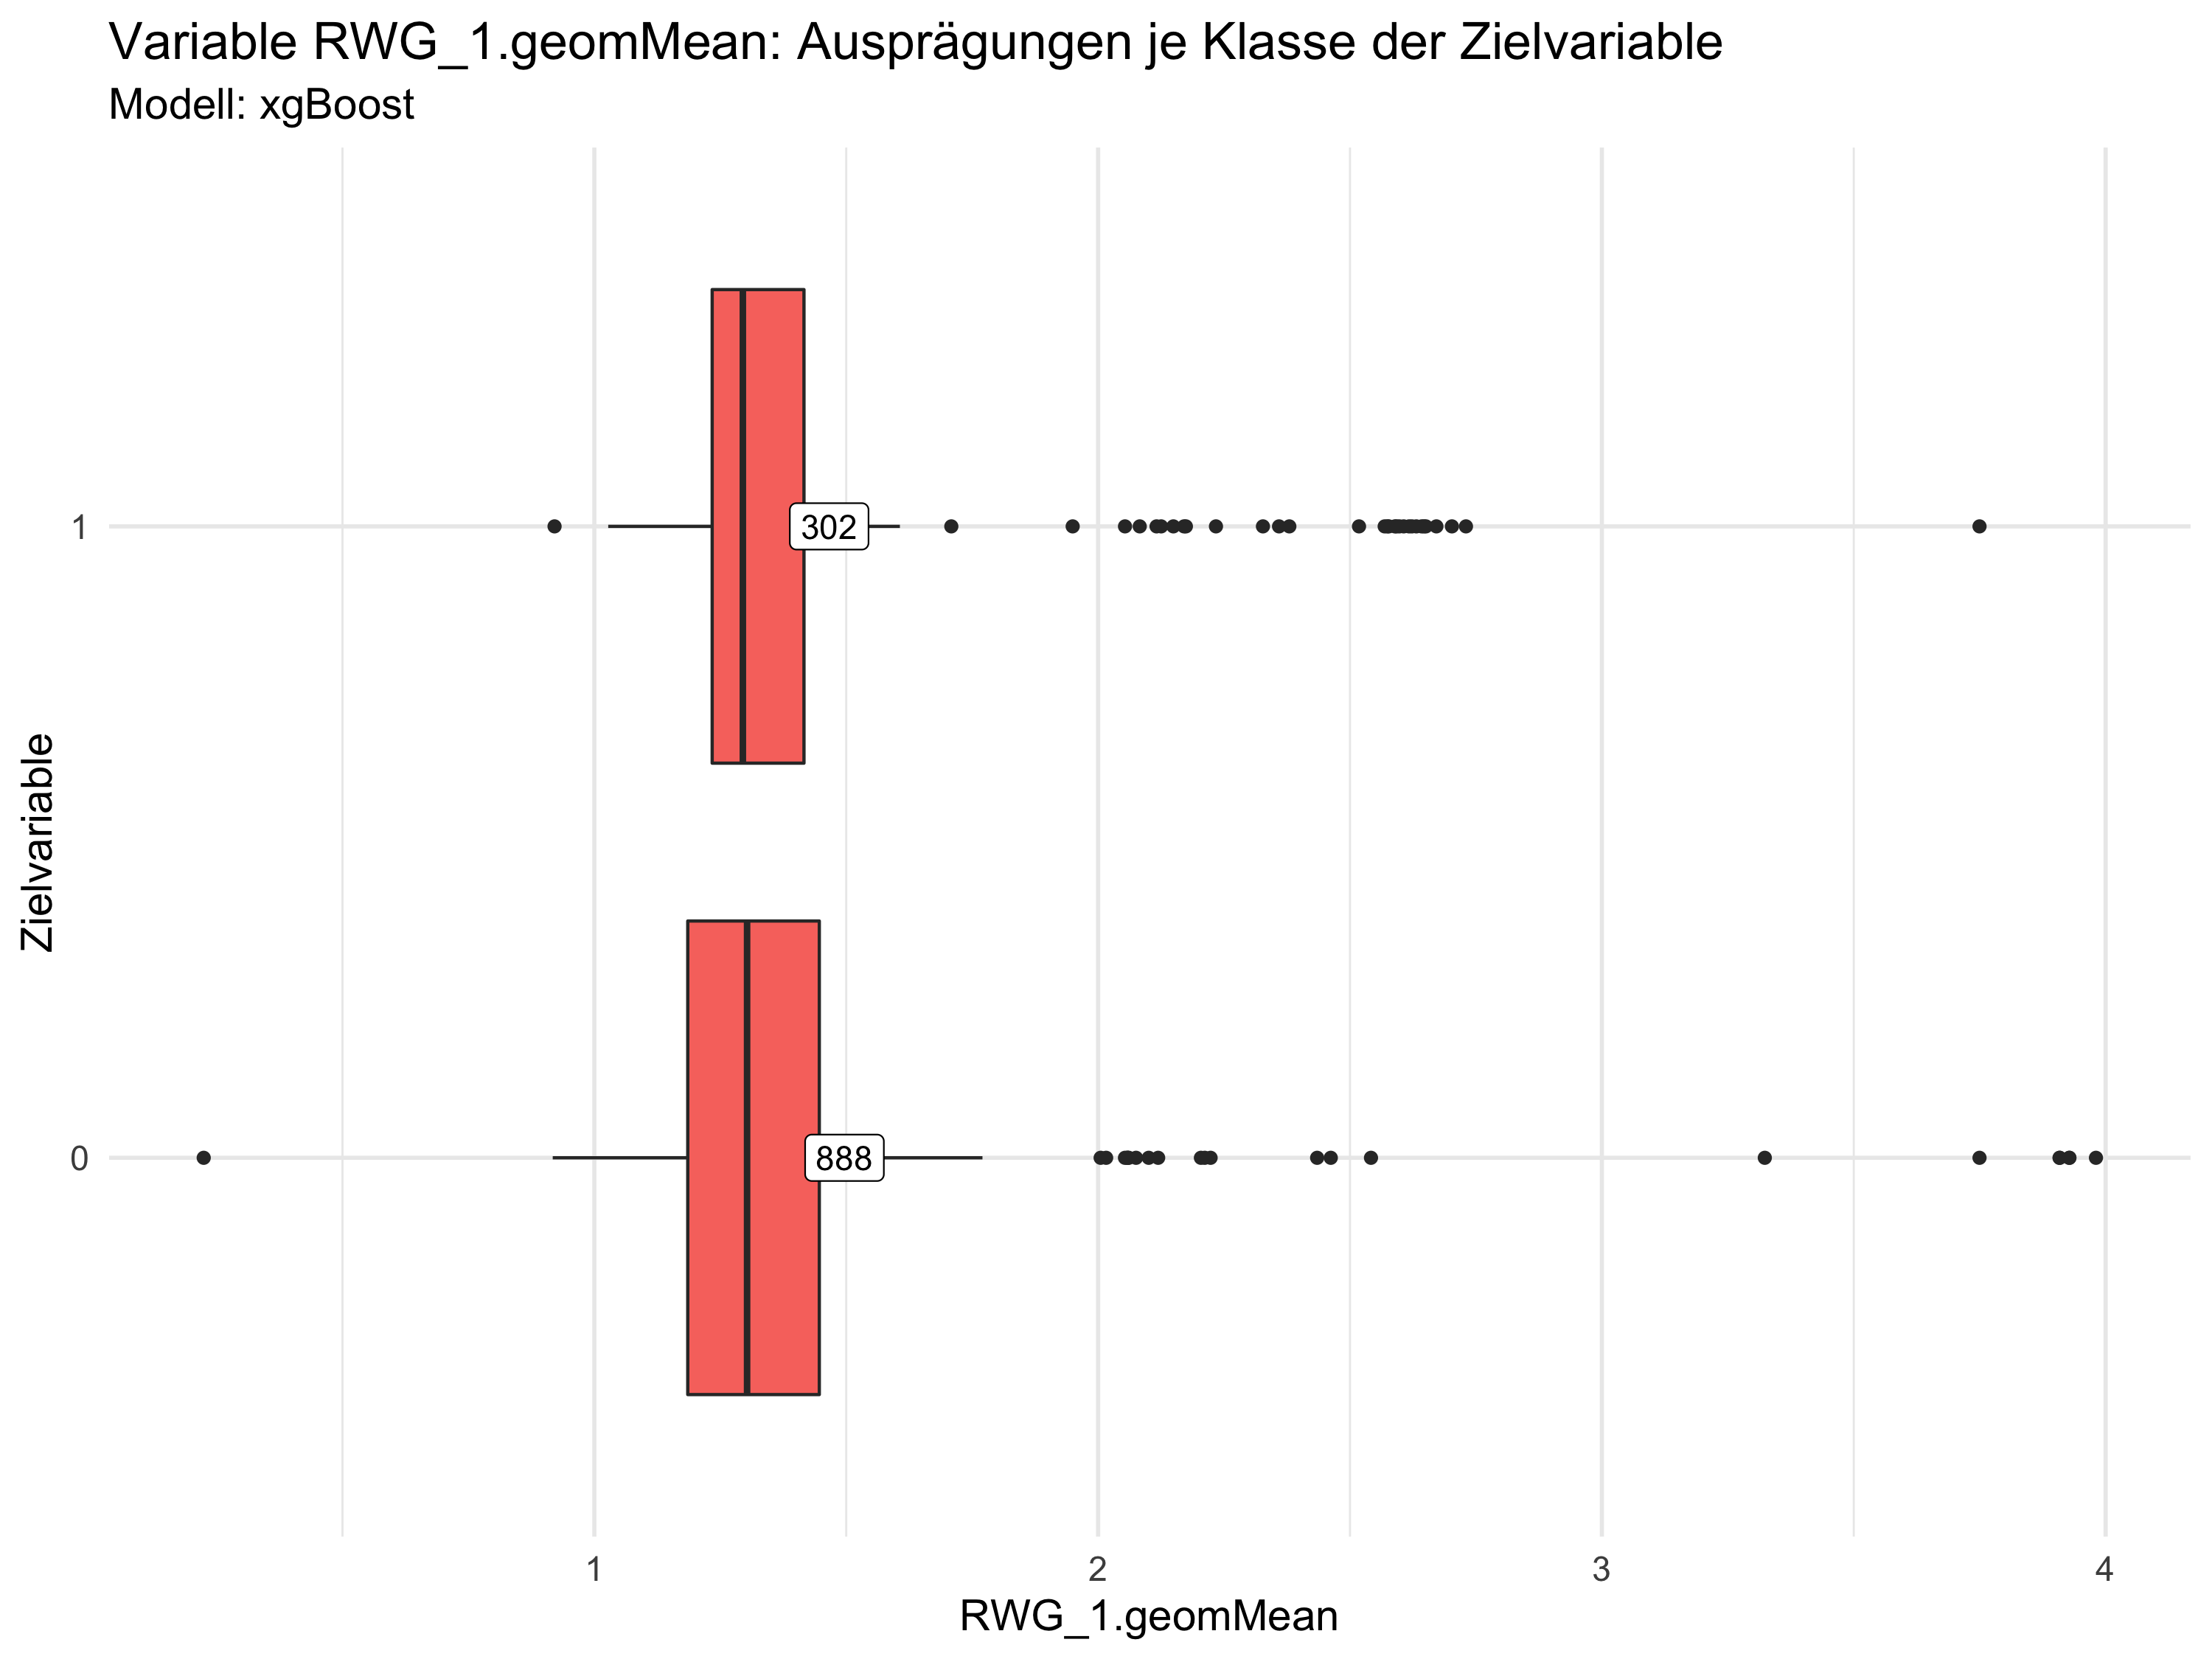 Variable RWG_1.geomMean: Ausprägungen je Klasse der Zielvariable
Modell: xgBoost
Zielvariable
1
302
0
888
1 2 3 4
RWG_1.geomMean